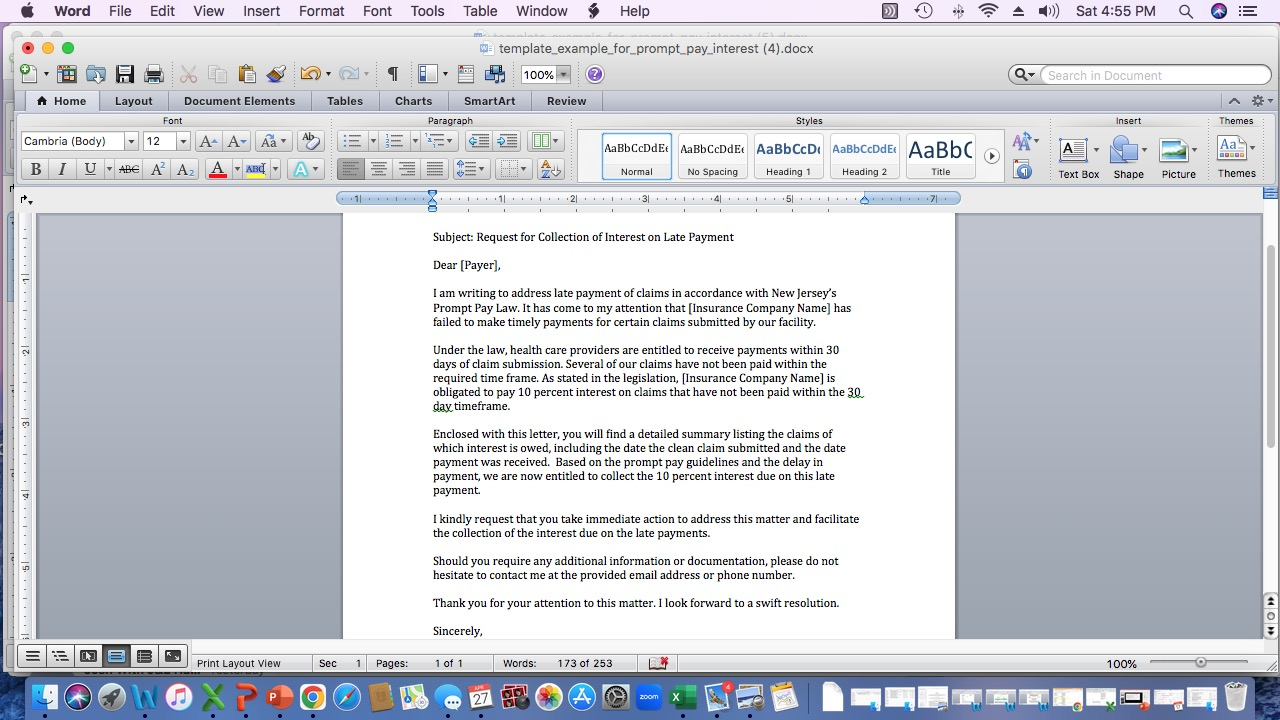 Word File Edit View Insert Format Font Tools Table Window Help Sat 4:55 PM
template_example_for_prompt_pay_interest (4).docx
100% Search in Document
Home Layout Document Elements Tables Charts SmartArt Review
Font Paragraph Styles Insert Themes
Cambria (Body) 12
AaBbCcDdEe AaBbCcDdEe AaBbCcDc AaBbCcDdEe AaBbC
Normal No Spacing Heading 1 Heading 2 Title Text Box Shape Picture Themes
Subject: Request for Collection of Interest on Late Payment
Dear [Payer],
I am writing to address late payment of claims in accordance with New Jersey’s
Prompt Pay Law. It has come to my attention that [Insurance Company Name] has
failed to make timely payments for certain claims submitted by our facility.
Under the law, health care providers are entitled to receive payments within 30
days of claim submission. Several of our claims have not been paid within the
required time frame. As stated in the legislation, [Insurance Company Name] is
obligated to pay 10 percent interest on claims that have not been paid within the 30
day timeframe.
Enclosed with this letter, you will find a detailed summary listing the claims of
which interest is owed, including the date the clean claim submitted and the date
payment was received.  Based on the prompt pay guidelines and the delay in
payment, we are now entitled to collect the 10 percent interest due on this late
payment.
I kindly request that you take immediate action to address this matter and facilitate
the collection of the interest due on the late payments.
Should you require any additional information or documentation, please do not
hesitate to contact me at the provided email address or phone number.
Thank you for your attention to this matter. I look forward to a swift resolution.
Sincerely,
Print Layout View Sec 1 Pages: 1 of 1 Words: 173 of 253 100%